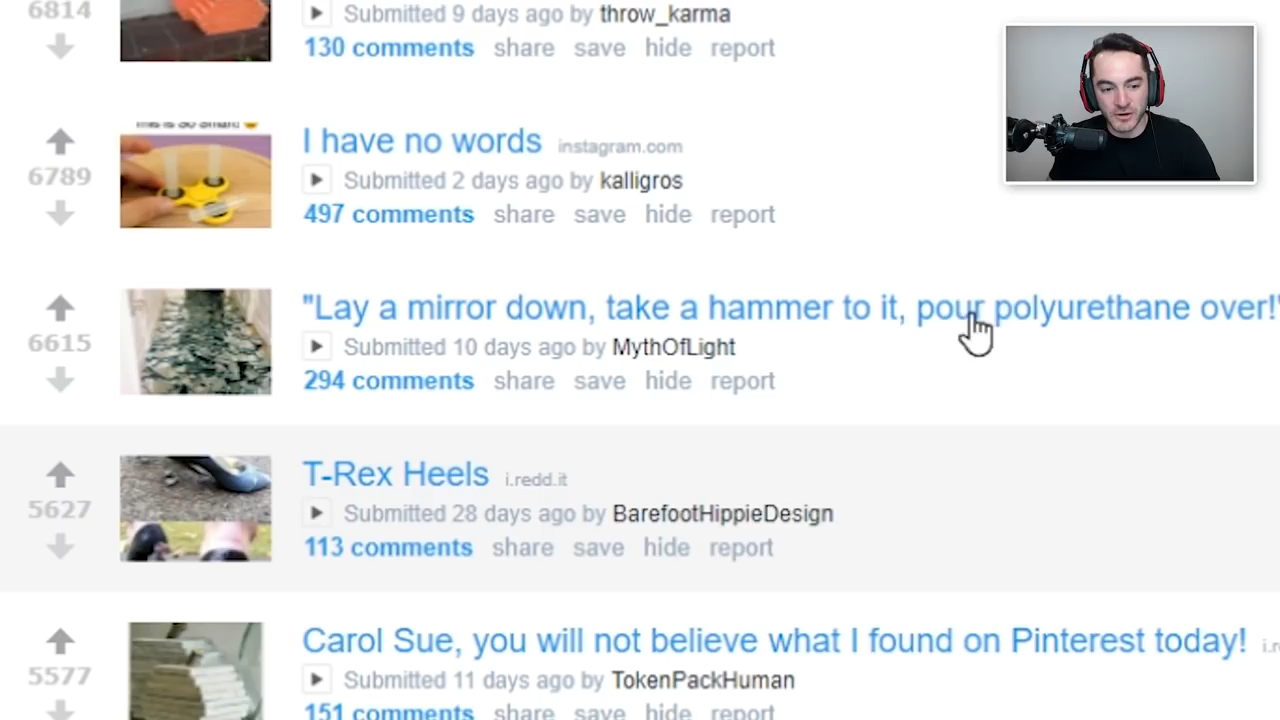 6814
Submitted 9 days ago by throw_karma
130 comments share save hide report
I have no words instagram.com
6789
Submitted 2 days ago by kalligros
497 comments share save hide report
"Lay a mirror down, take a hammer to it, pour polyurethane over!"
6615
Submitted 10 days ago by MythOfLight
294 comments share save hide report
T-Rex Heels i.redd.it
5627
Submitted 28 days ago by BarefootHippieDesign
113 comments share save hide report
Carol Sue, you will not believe what I found on Pinterest today!
5577
Submitted 11 days ago by TokenPackHuman
151 comments share save hide report